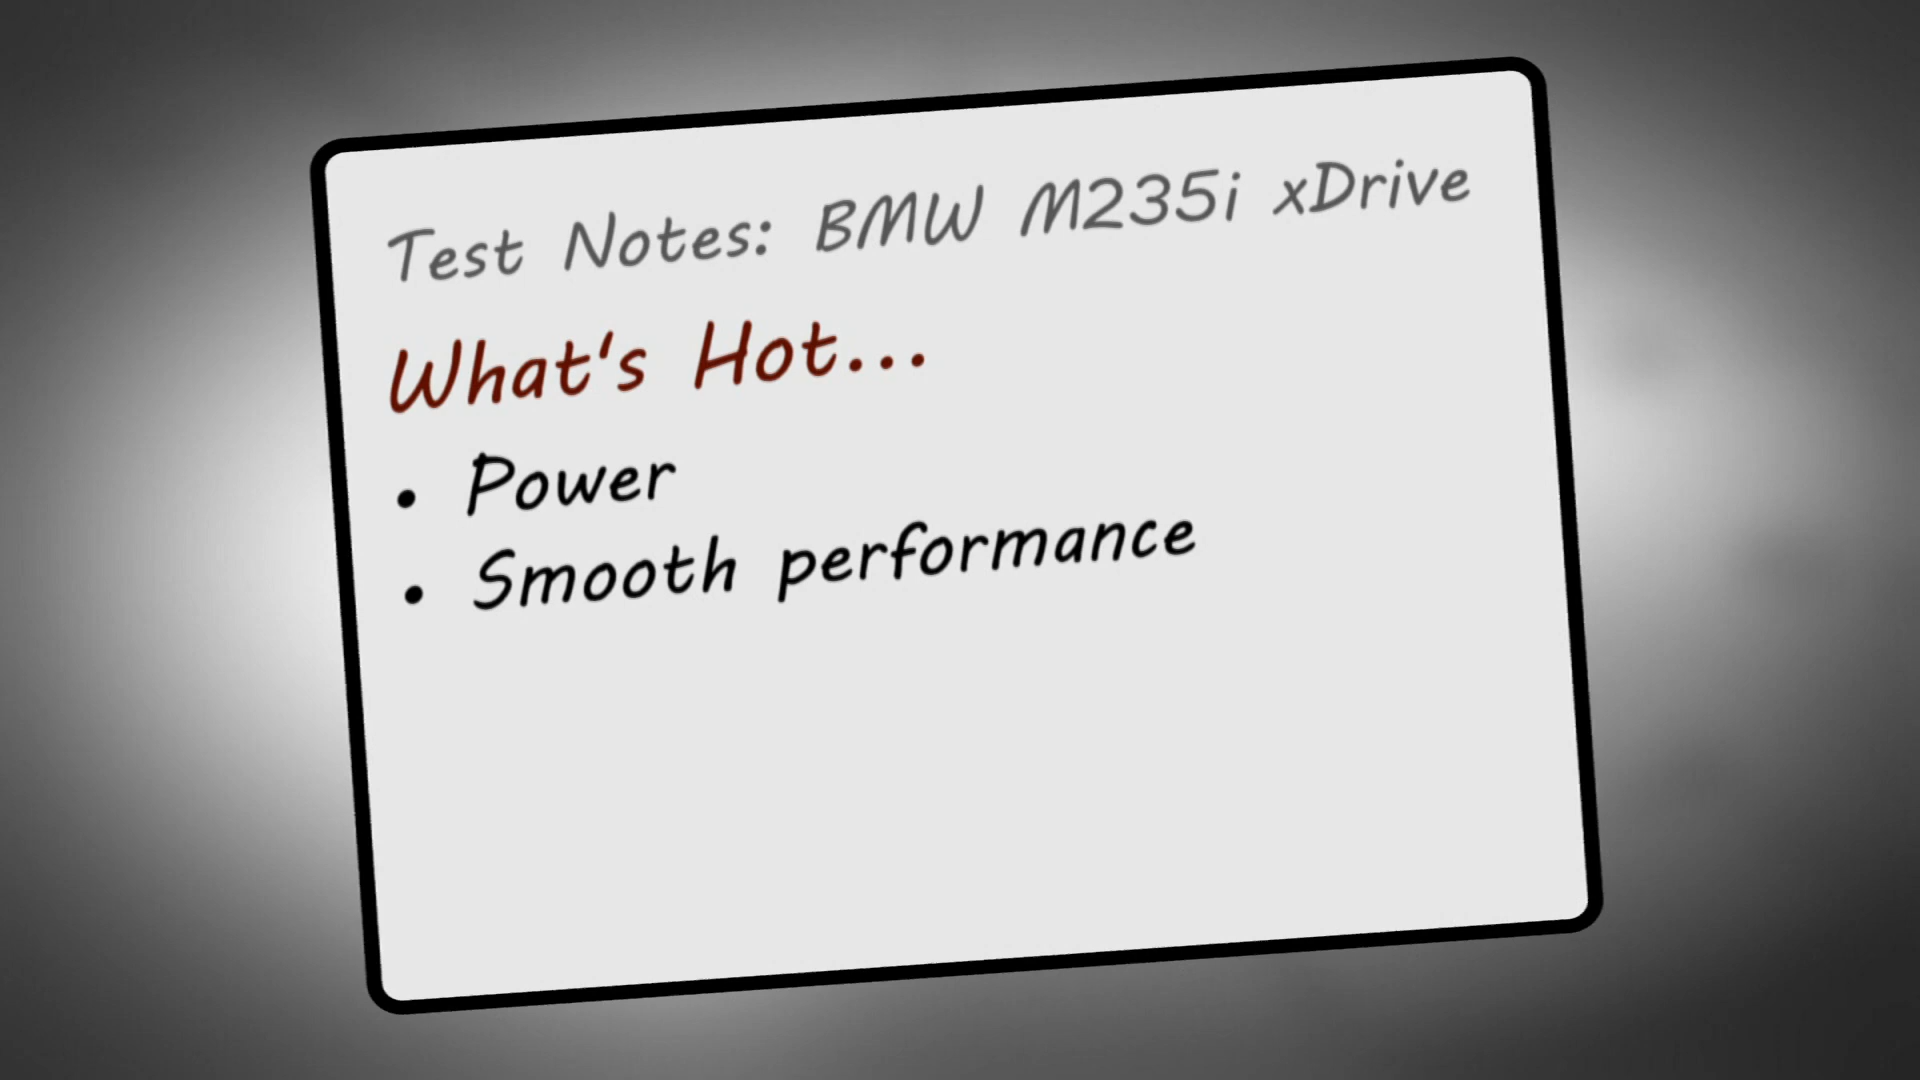 Test Notes: BMW M235i xDrive
What's Hot...
• Power
• Smooth performance